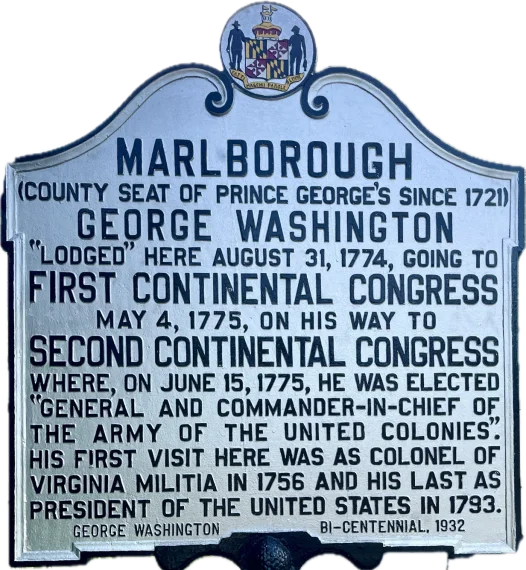 MARLBOROUGH
(COUNTY SEAT OF PRINCE GEORGE'S SINCE 1721)
GEORGE WASHINGTON
"LODGED" HERE AUGUST 31, 1774, GOING TO
FIRST CONTINENTAL CONGRESS
MAY 4, 1775, ON HIS WAY TO
SECOND CONTINENTAL CONGRESS
WHERE, ON JUNE 15, 1775, HE WAS ELECTED
"GENERAL AND COMMANDER-IN-CHIEF OF
THE ARMY OF THE UNITED COLONIES".
HIS FIRST VISIT HERE WAS AS COLONEL OF
VIRGINIA MILITIA IN 1756 AND HIS LAST AS
PRESIDENT OF THE UNITED STATES IN 1793.
GEORGE WASHINGTON BI-CENTENNIAL, 1932